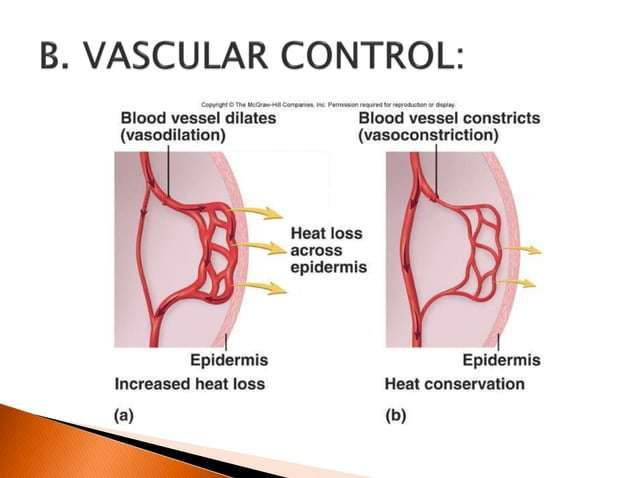 B. VASCULAR CONTROL:
Copyright © The McGraw-Hill Companies, Inc. Permission required for reproduction or display.
Blood vessel dilates
(vasodilation)
Blood vessel constricts
(vasoconstriction)
Heat loss
across
epidermis
Epidermis
Epidermis
Increased heat loss
Heat conservation
(a)
(b)